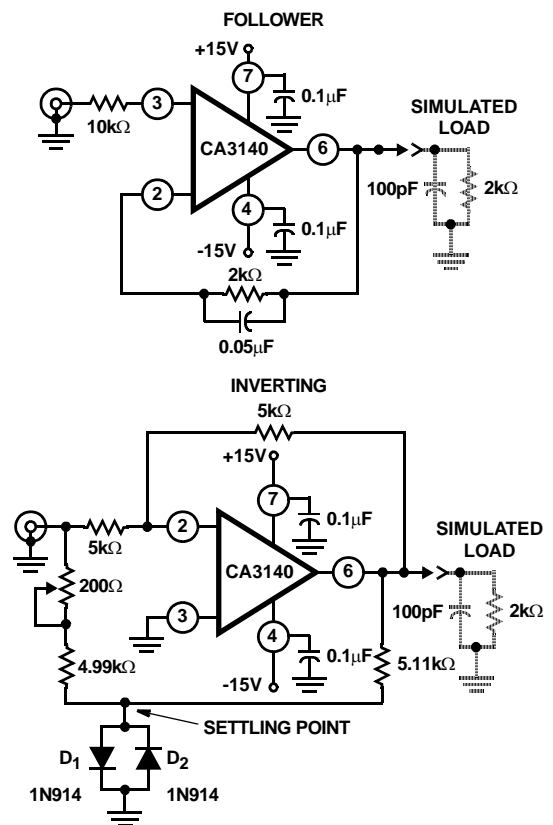 FOLLOWER
+15V
7
0.1μF
3
10kΩ
CA3140
6
SIMULATED
LOAD
100pF
2kΩ
2
4
0.1μF
-15V
2kΩ
0.05μF
INVERTING
5kΩ
+15V
7
0.1μF
5kΩ
2
CA3140
6
SIMULATED
LOAD
200Ω
3
100pF
2kΩ
4
0.1μF
5.11kΩ
4.99kΩ
-15V
SETTLING POINT
D1
D2
1N914
1N914